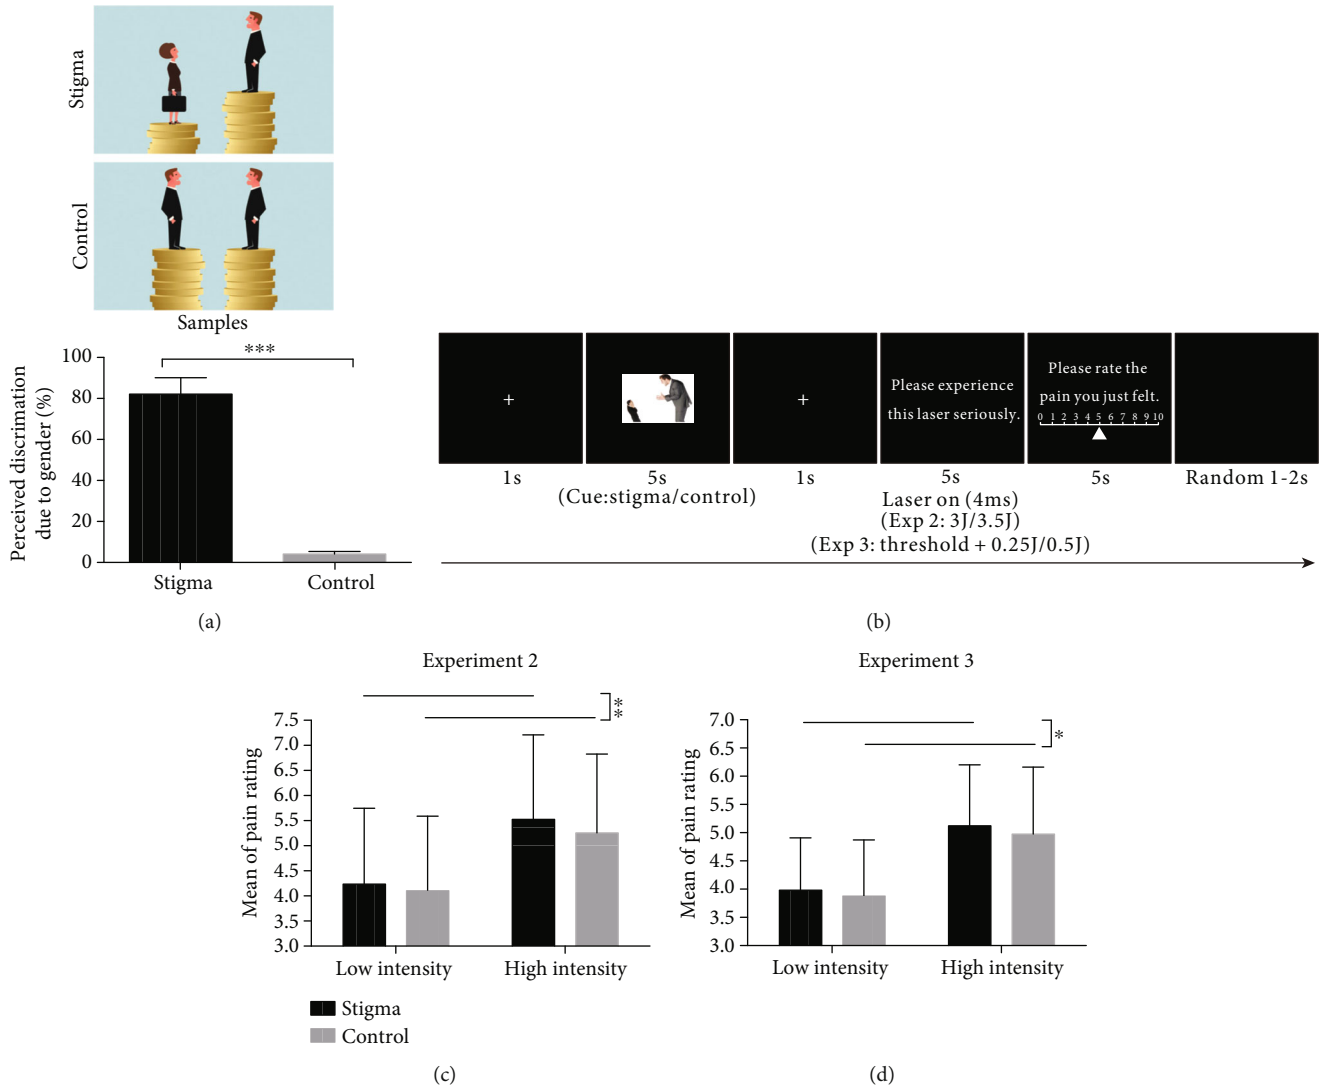 Stigma
Control
Samples
Perceived discrimation
due to gender (%)
100
80
60
40
20
0
***
Stigma
Control
(a)
+
+
Please experience
this laser seriously.
Please rate the
pain you just felt.
0 1 2 3 4 5 6 7 8 9 10
1s
5s
1s
5s
5s
Random 1-2s
(Cue:stigma/control)
Laser on (4ms)
(Exp 2: 3J/3.5J)
(Exp 3: threshold + 0.25J/0.5J)
(b)
Experiment 2
Mean of pain rating
7.5
7.0
6.5
6.0
5.5
5.0
4.5
4.0
3.5
3.0
**
Low intensity
High intensity
Stigma
Control
(c)
Experiment 3
Mean of pain rating
7.0
6.5
6.0
5.5
5.0
4.5
4.0
3.5
3.0
*
Low intensity
High intensity
(d)